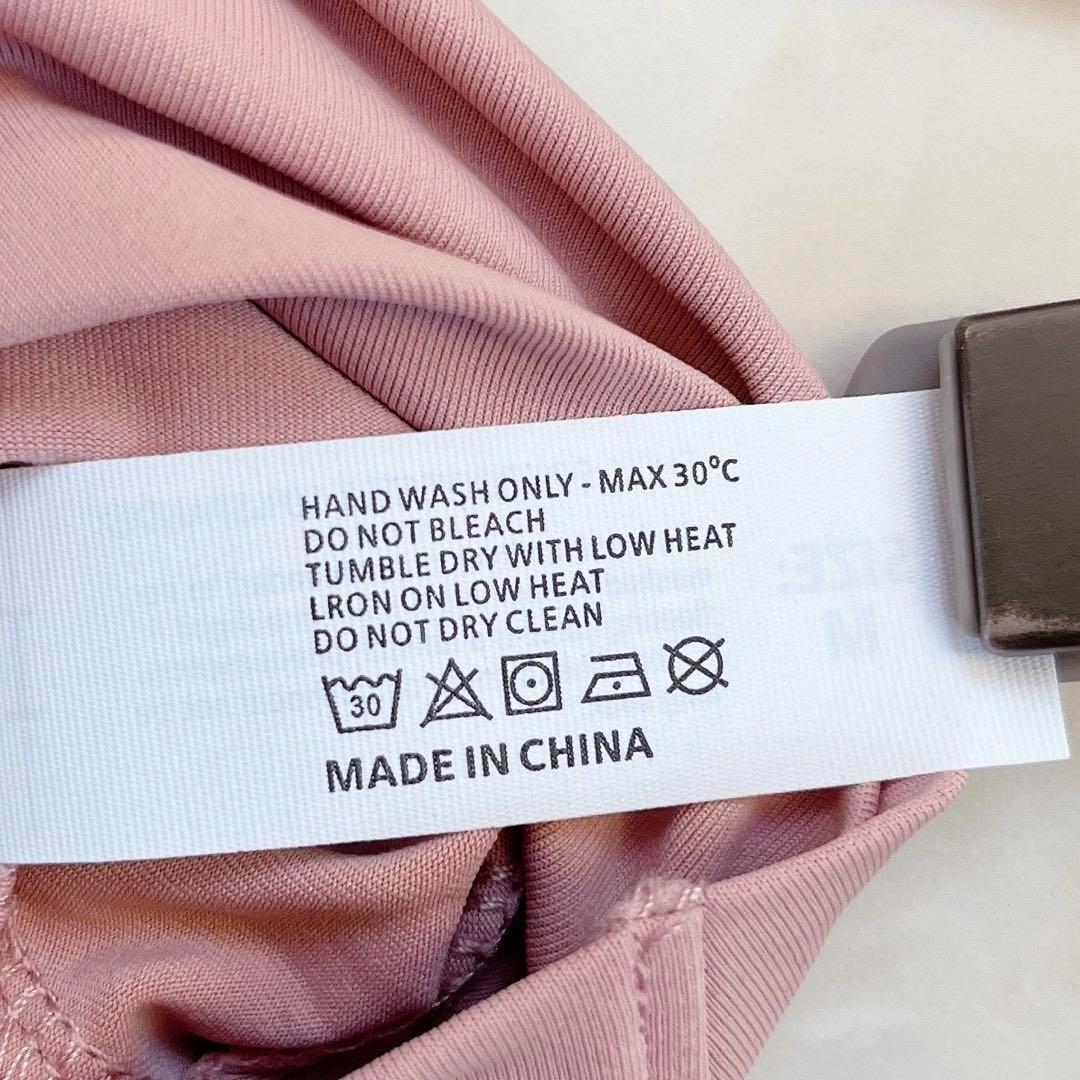 HAND WASH ONLY - MAX 30°C
DO NOT BLEACH
TUMBLE DRY WITH LOW HEAT
LRON ON LOW HEAT
DO NOT DRY CLEAN
30
MADE IN CHINA